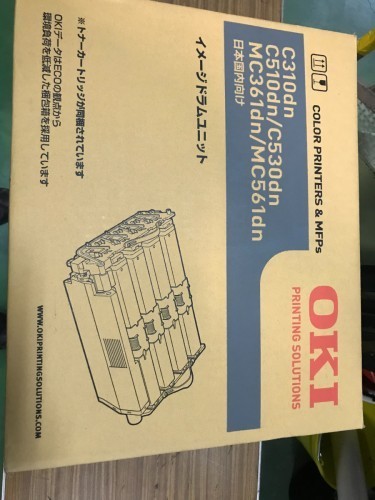 OKI
PRINTING SOLUTIONS
COLOR PRINTERS & MFPs
C310dn
C510dn/C530dn
MC361dn/MC561dn
日本国内向け
イメージドラムユニット
※トナーカートリッジが同梱されています
OKIデータはECOの観点から
環境負荷を低減した梱包箱を採用しています
WWW.OKIPRINTINGSOLUTIONS.COM